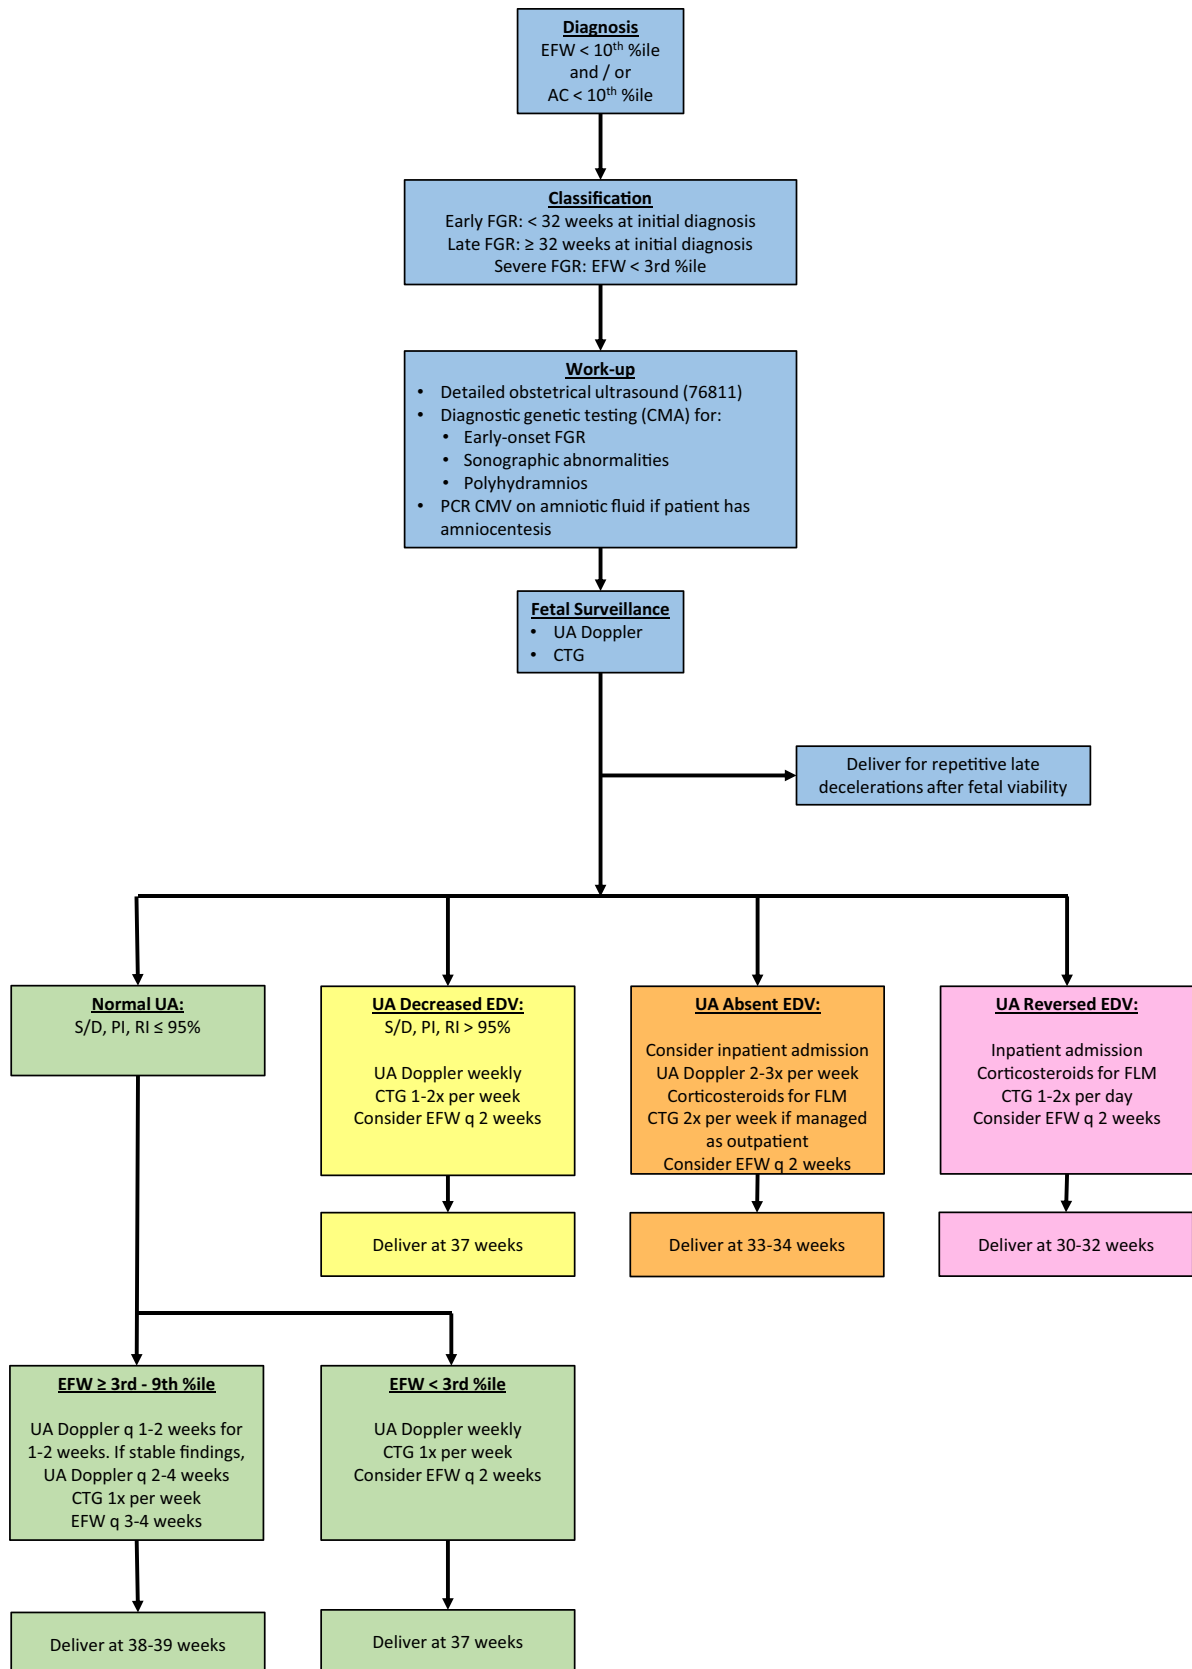 Diagnosis
EFW < 10th %ile
and / or
AC < 10th %ile
Classification
Early FGR: < 32 weeks at initial diagnosis
Late FGR: ≥ 32 weeks at initial diagnosis
Severe FGR: EFW < 3rd %ile
Work-up
• Detailed obstetrical ultrasound (76811)
• Diagnostic genetic testing (CMA) for:
• Early-onset FGR
• Sonographic abnormalities
• Polyhydramnios
• PCR CMV on amniotic fluid if patient has
amniocentesis
Fetal Surveillance
• UA Doppler
• CTG
Deliver for repetitive late
decelerations after fetal viability
Normal UA:
S/D, PI, RI ≤ 95%
UA Decreased EDV:
S/D, PI, RI > 95%
UA Doppler weekly
CTG 1-2x per week
Consider EFW q 2 weeks
Deliver at 37 weeks
UA Absent EDV:
Consider inpatient admission
UA Doppler 2-3x per week
Corticosteroids for FLM
CTG 2x per week if managed
as outpatient
Consider EFW q 2 weeks
Deliver at 33-34 weeks
UA Reversed EDV:
Inpatient admission
Corticosteroids for FLM
CTG 1-2x per day
Consider EFW q 2 weeks
Deliver at 30-32 weeks
EFW ≥ 3rd - 9th %ile
UA Doppler q 1-2 weeks for
1-2 weeks. If stable findings,
UA Doppler q 2-4 weeks
CTG 1x per week
EFW q 3-4 weeks
Deliver at 38-39 weeks
EFW < 3rd %ile
UA Doppler weekly
CTG 1x per week
Consider EFW q 2 weeks
Deliver at 37 weeks